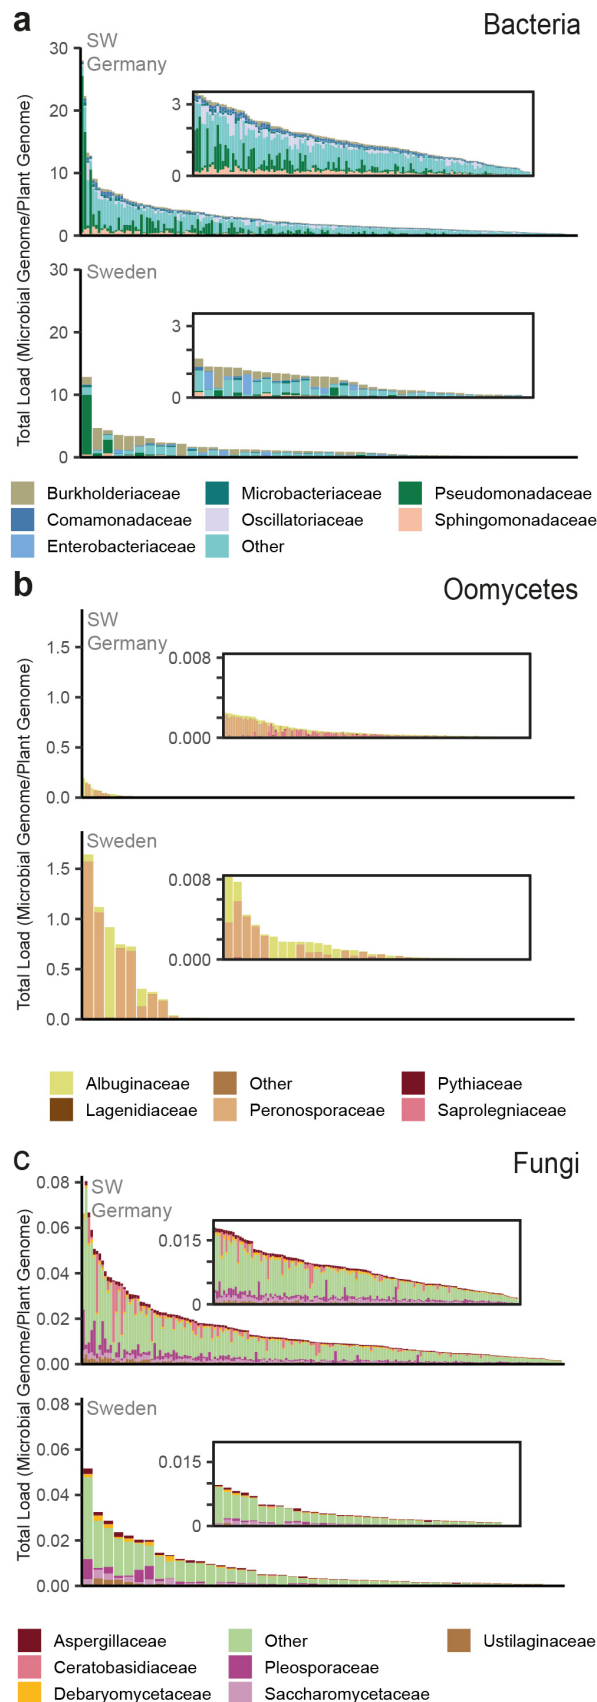 a
Bacteria
SW
Germany
30
20
10
0
3
0
Sweden
30
20
10
0
3
0
Total Load (Microbial Genome/Plant Genome)
Burkholderiaceae
Microbacteriaceae
Pseudomonadaceae
Comamonadaceae
Oscillatoriaceae
Sphingomonadaceae
Enterobacteriaceae
Other
b
Oomycetes
SW
Germany
1.5
1.0
0.5
0.0
0.008
0.000
Sweden
1.5
1.0
0.5
0.0
0.008
0.000
Total Load (Microbial Genome/Plant Genome)
Albuginaceae
Other
Pythiaceae
Lagenidiaceae
Peronosporaceae
Saprolegniaceae
c
Fungi
SW
Germany
0.08
0.06
0.04
0.02
0.00
0.015
0
Sweden
0.08
0.06
0.04
0.02
0.00
0.015
0
Total Load (Microbial Genome/Plant Genome)
Aspergillaceae
Other
Ustilaginaceae
Ceratobasidiaceae
Pleosporaceae
Debaryomycetaceae
Saccharomycetaceae